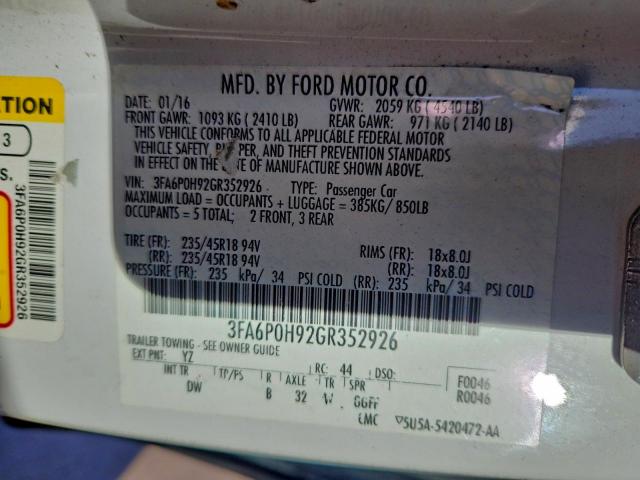 MFD. BY FORD MOTOR CO.
DATE: 01/16 GVWR: 2059 KG ( 4540 LB)
FRONT GAWR: 1093 KG ( 2410 LB) REAR GAWR: 971 KG ( 2140 LB)
THIS VEHICLE CONFORMS TO ALL APPLICABLE FEDERAL MOTOR
VEHICLE SAFETY, PER, AND THEFT PREVENTION STANDARDS
IN EFFECT ON THE DATE OF MANUFACTURE SHOWN ABOVE.
VIN: 3FA6P0H92GR352926 TYPE: Passenger Car
MAXIMUM LOAD = OCCUPANTS + LUGGAGE = 385KG/ 850LB
OCCUPANTS = 5 TOTAL; 2 FRONT, 3 REAR
TIRE (FR): 235/45R18 94V RIMS (FR): 18x8.0J
(RR): 235/45R18 94V (RR): 18x8.0J
PRESSURE (FR): 235 kPa/ 34 PSI COLD (RR): 235 kPa/ 34 PSI COLD
3FA6P0H92GR352926
TRAILER TOWING - SEE OWNER GUIDE
EXT PNT: YZ RC: 44 DSO:
INT TR TP/PS R AXLE TR SPR F0046
DW B 32 W GGFF R0046
5U5A-5420472-AA
ATION
3
S.
3FA6P0H92GR352926